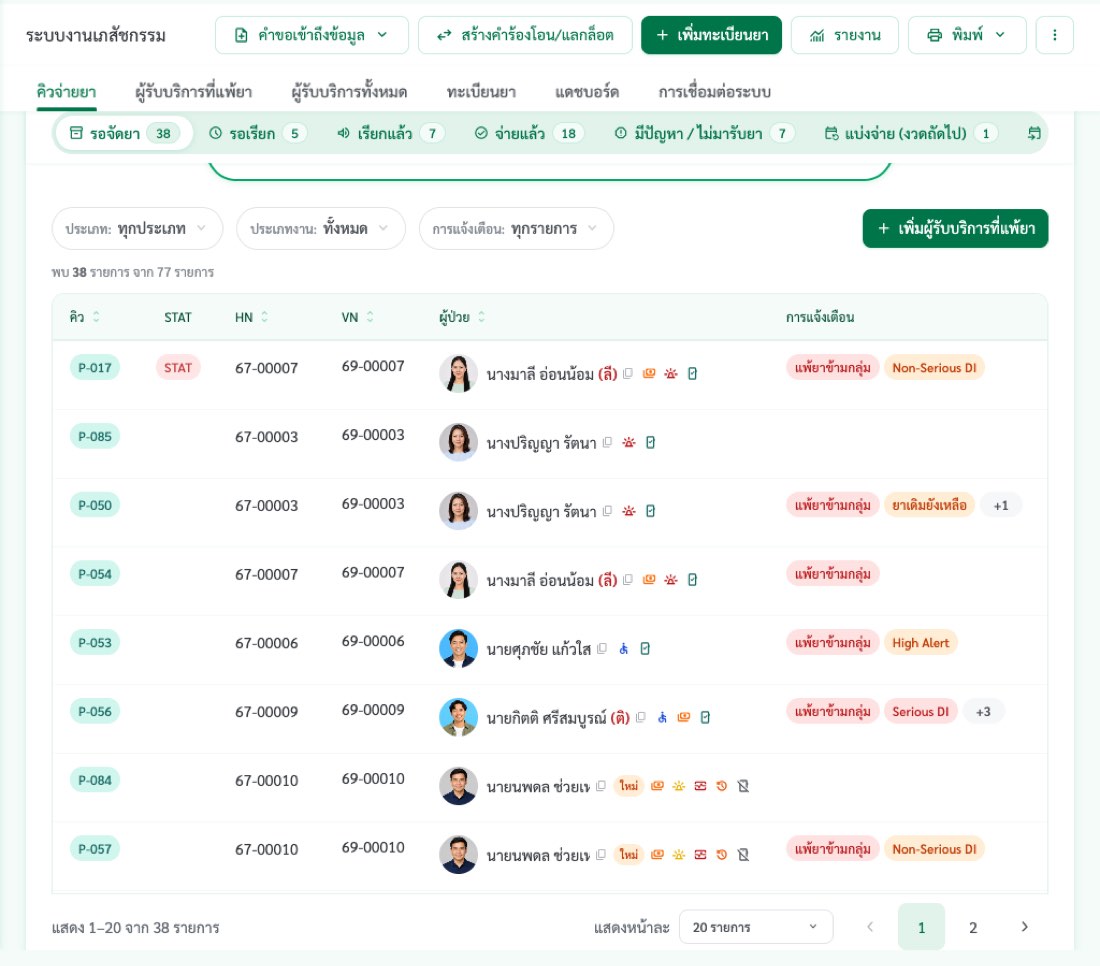 ระบบงานเภสัชกรรม คำขอเข้าถึงข้อมูล สร้างคำร้องโอน/แลกล็อต + เพิ่มทะเบียนยา รายงาน พิมพ์
คิวจ่ายยา ผู้รับบริการที่แพ้ยา ผู้รับบริการทั้งหมด ทะเบียนยา แดชบอร์ด การเชื่อมต่อระบบ
รอจัดยา 38 รอเรียก 5 เรียกแล้ว 7 จ่ายแล้ว 18 มีปัญหา / ไม่มารับยา 7 แบ่งจ่าย (งวดถัดไป) 1
ประเภท: ทุกประเภท ประเภทงาน: ทั้งหมด การแจ้งเตือน: ทุกรายการ + เพิ่มผู้รับบริการที่แพ้ยา
พบ 38 รายการ จาก 77 รายการ
คิว STAT HN VN ผู้ป่วย การแจ้งเตือน
P-017 STAT 67-00007 69-00007 นางมาลี อ่อนน้อม (ลี) แพ้ยาข้ามกลุ่ม Non-Serious DI
P-085 67-00003 69-00003 นางปริญญา รัตนา
P-050 67-00003 69-00003 นางปริญญา รัตนา แพ้ยาข้ามกลุ่ม ยาเดิมยังเหลือ +1
P-054 67-00007 69-00007 นางมาลี อ่อนน้อม (ลี) แพ้ยาข้ามกลุ่ม
P-053 67-00006 69-00006 นายศุภชัย แก้วใส แพ้ยาข้ามกลุ่ม High Alert
P-056 67-00009 69-00009 นายกิตติ ศรีสมบูรณ์ (ติ) แพ้ยาข้ามกลุ่ม Serious DI +3
P-084 67-00010 69-00010 นายนพดล ใหม่
P-057 67-00010 69-00010 นายนพดล ใหม่ แพ้ยาข้ามกลุ่ม Non-Serious DI
แสดง 1–20 จาก 38 รายการ แสดงหน้าละ 20 รายการ 1 2